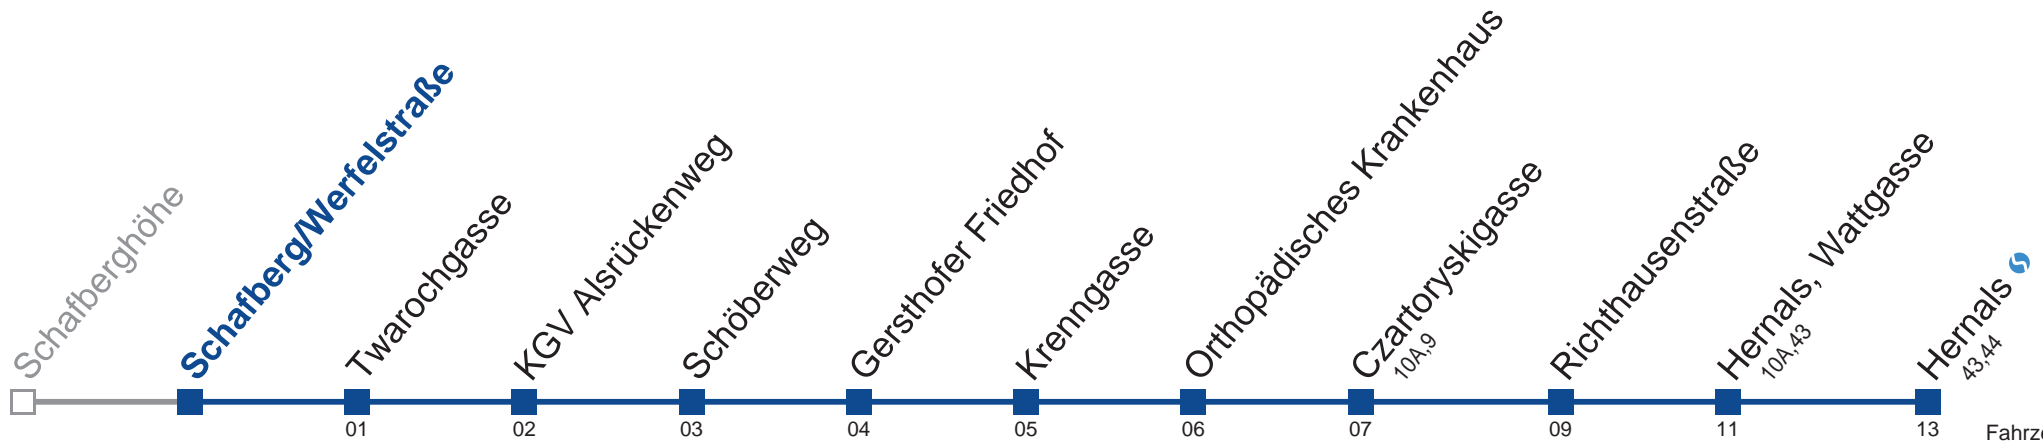 Schafberghöhe
Schafberg/Werfelstraße
Twarochgasse
KGV Alsrückenweg
Schöberweg
Gersthofer Friedhof
Krenngasse
Orthopädisches Krankenhaus
Czartoryskigasse
10A,9
Richthausenstraße
Hernals, Wattgasse
10A,43
Hernals
43,44
01 02 03 04 05 06 07 09 11 13 Fahrze